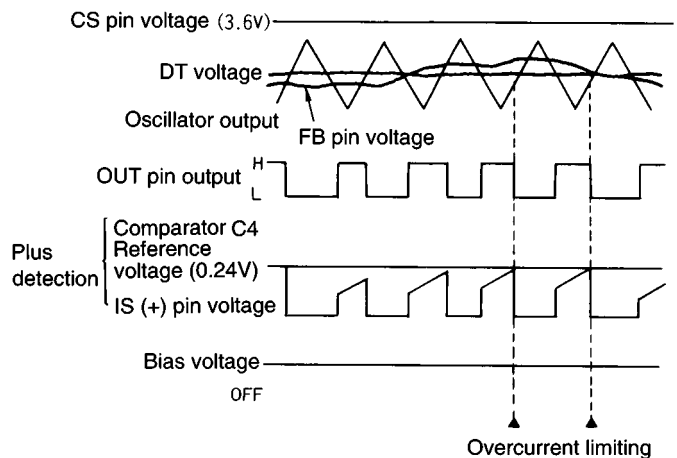 CS pin voltage (3.6V)
DT voltage
Oscillator output
FB pin voltage
OUT pin output
H
L
Plus
detection
Comparator C4
Reference
voltage (0.24V)
IS (+) pin voltage
Bias voltage
OFF
Overcurrent limiting